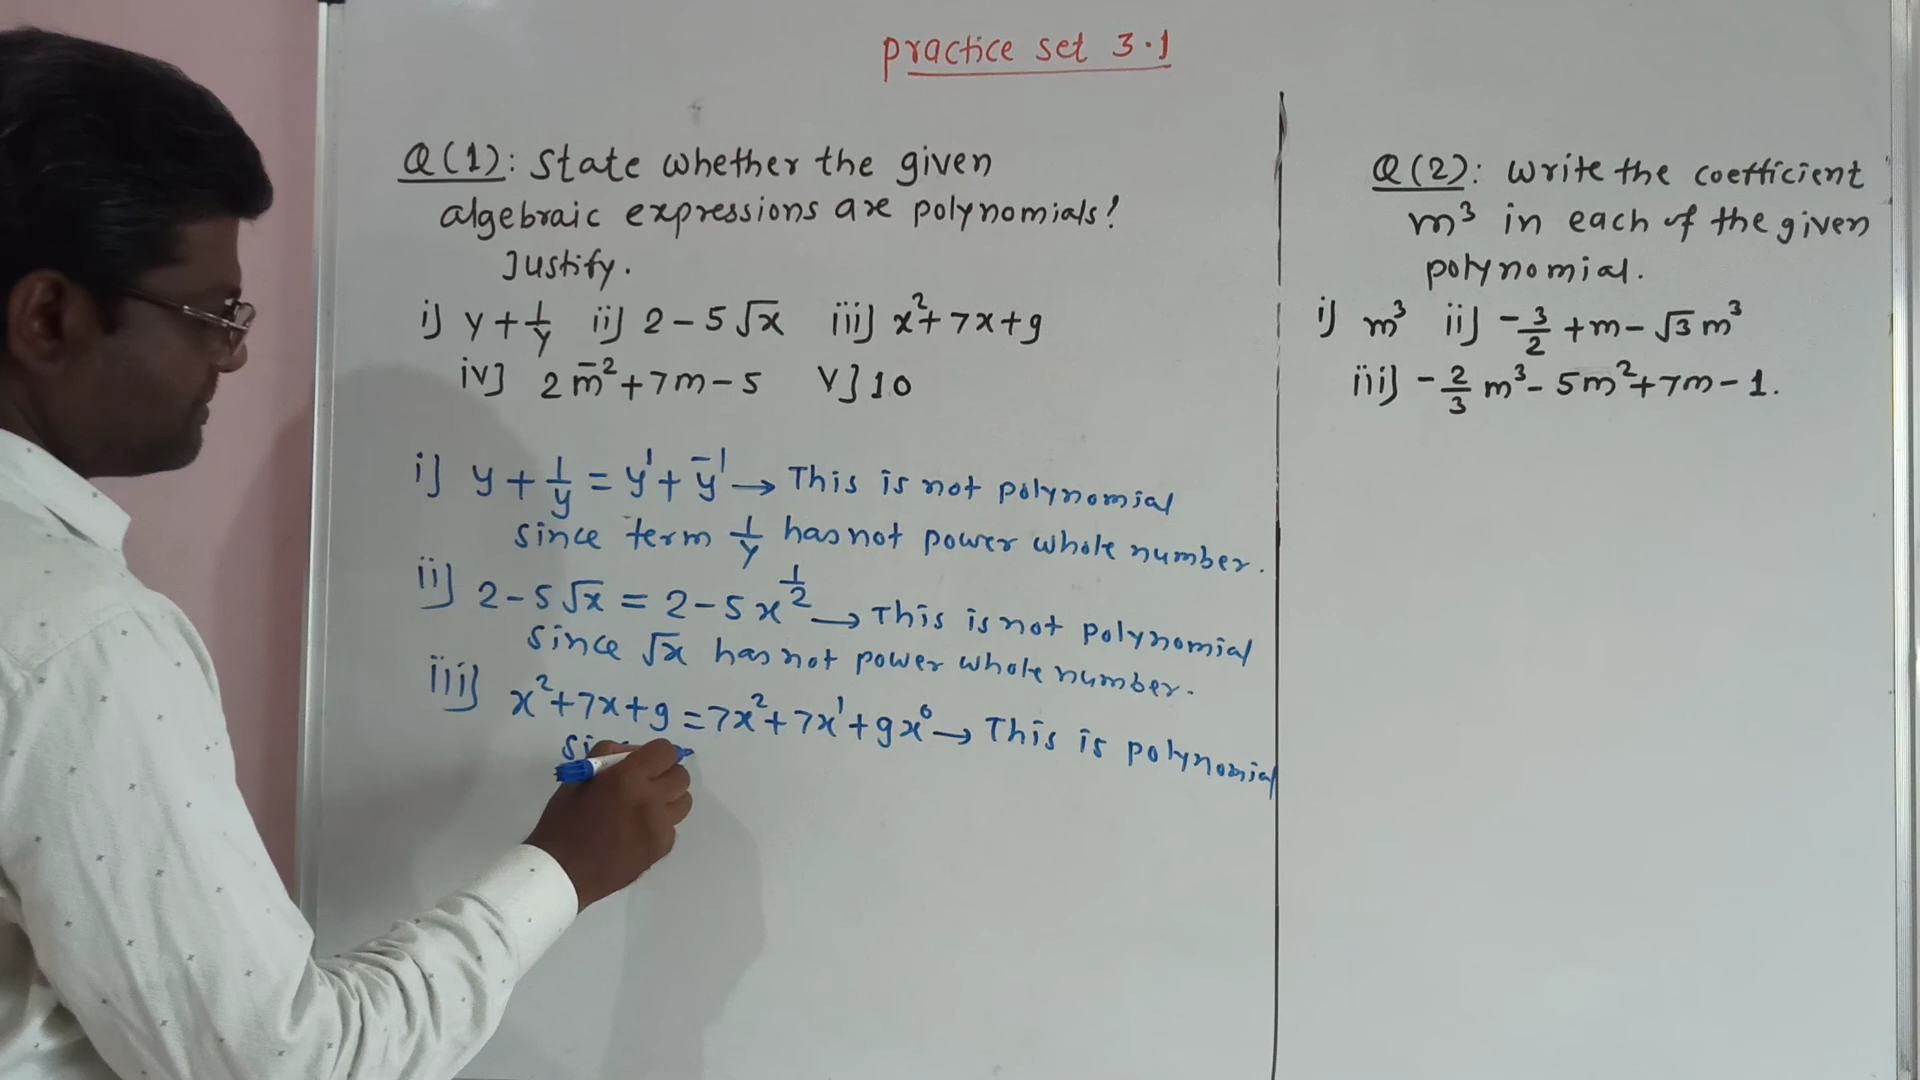 Practice set 3.1
Q(1): State whether the given
algebraic expressions are polynomials?
Justify.
i] y + 1/y ii] 2 - 5√x iii] x² + 7x + 9
iv] 2m⁻² + 7m - 5 v] 10
i] y + 1/y = y¹ + y⁻¹ → This is not polynomial
since term 1/y has not power whole number.
ii] 2 - 5√x = 2 - 5x^(1/2) → This is not polynomial
since √x has not power whole number.
iii] x² + 7x + 9 = 7x² + 7x¹ + 9x⁰ → This is polynomial
Q(2): Write the coefficient
m³ in each of the given
polynomial.
i] m³ ii] -3/2 + m - √3m³
iii] -2/3 m³ - 5m² + 7m - 1.